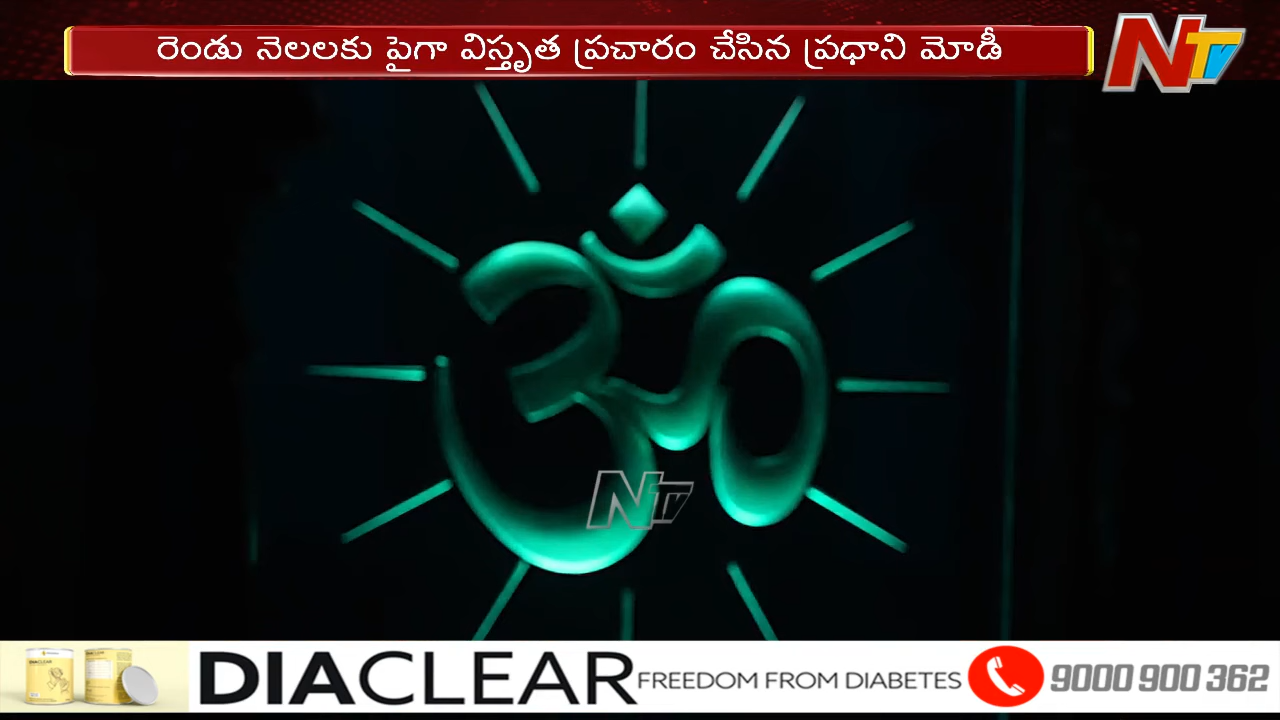 రెండు నెలలకు పైగా విస్తృత ప్రచారం చేసిన ప్రధాని మోడీ
NTV
ॐ
NTV
DIACLEAR FREEDOM FROM DIABETES 9000 900 362
DIACLEAR